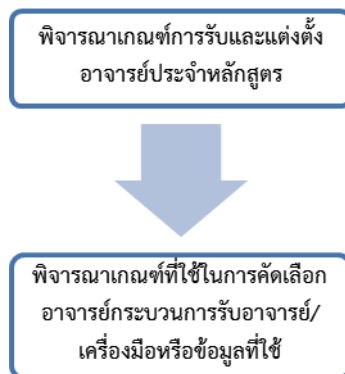 พิจารณาเกณฑ์การรับและแต่งตั้ง
อาจารย์ประจำหลักสูตร
พิจารณาเกณฑ์ที่ใช้ในการคัดเลือก
อาจารย์กระบวนการรับอาจารย์/
เครื่องมือหรือข้อมูลที่ใช้